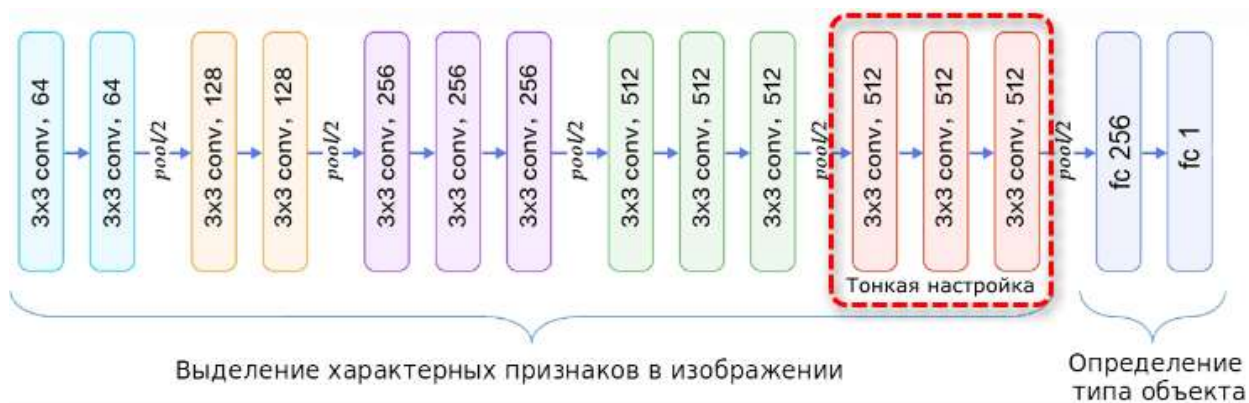 3x3 conv, 64
3x3 conv, 64
pool/2
3x3 conv, 128
3x3 conv, 128
pool/2
3x3 conv, 256
3x3 conv, 256
3x3 conv, 256
pool/2
3x3 conv, 512
3x3 conv, 512
3x3 conv, 512
pool/2
3x3 conv, 512
3x3 conv, 512
3x3 conv, 512
Тонкая настройка
pool/2
fc 256
fc 1
Выделение характерных признаков в изображении
Определение
типа объекта